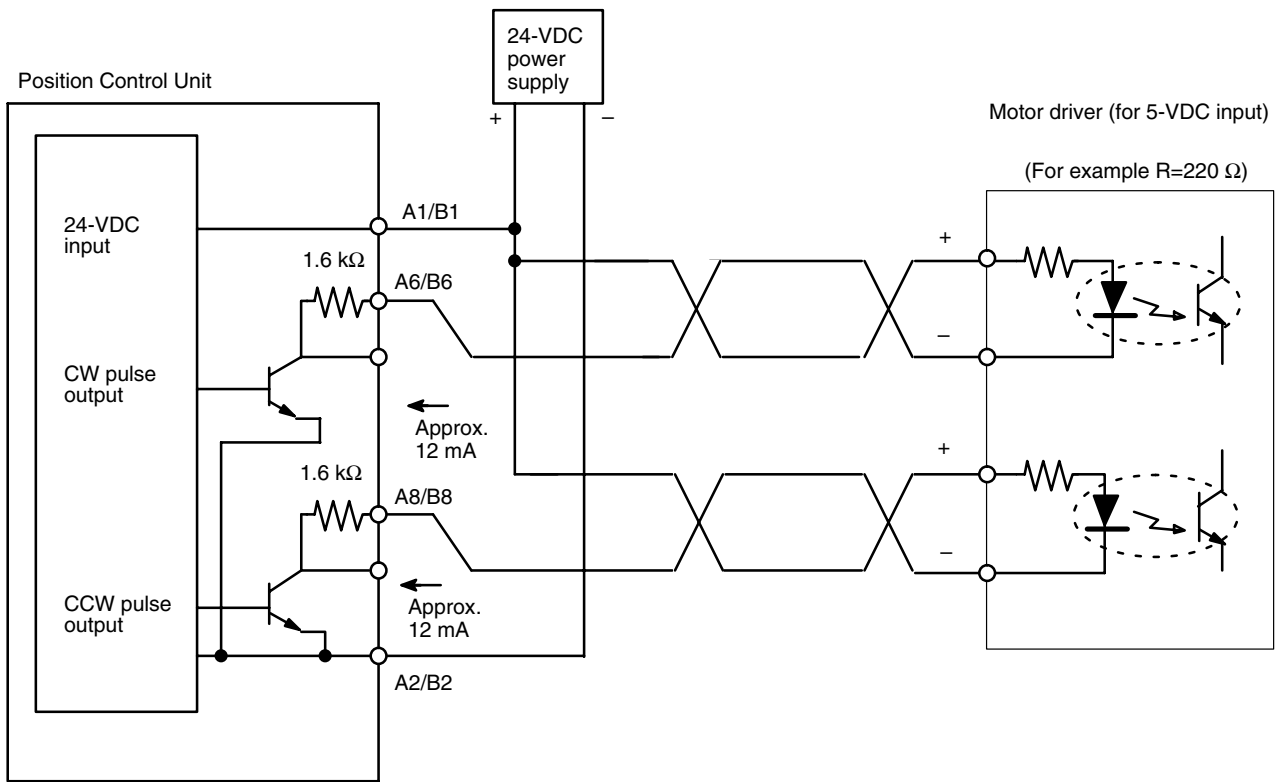 24-VDC
power
supply
Position Control Unit
+
–
Motor driver (for 5-VDC input)
(For example R=220 Ω)
24-VDC
input
A1/B1
1.6 kΩ
A6/B6
+
–
CW pulse
output
Approx.
12 mA
1.6 kΩ
A8/B8
+
–
CCW pulse
output
Approx.
12 mA
A2/B2